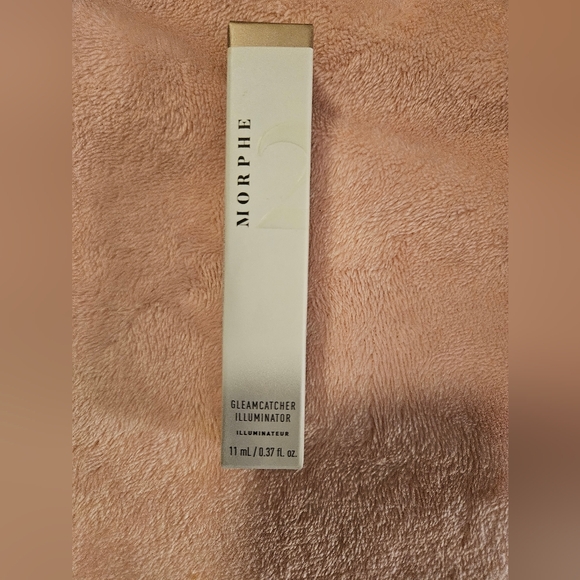 MORPHE
2
GLEAMCATCHER
ILLUMINATOR
ILLUMINATEUR
11 mL / 0.37 fl. oz.